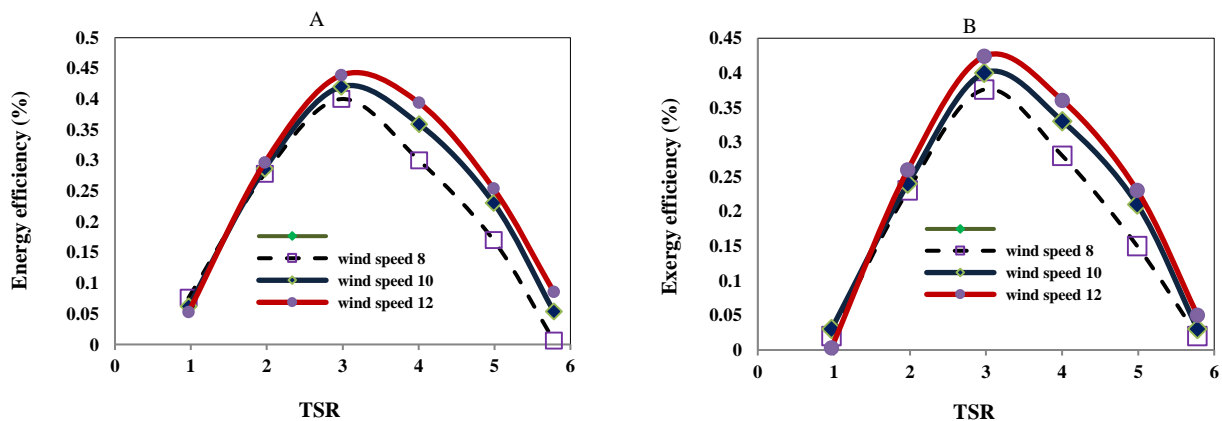 A
Energy efficiency (%)
0.5
0.45
0.4
0.35
0.3
0.25
0.2
0.15
0.1
0.05
0
wind speed 8
wind speed 10
wind speed 12
0 1 2 3 4 5 6
TSR
B
Exergy efficiency (%)
0.45
0.4
0.35
0.3
0.25
0.2
0.15
0.1
0.05
0
wind speed 8
wind speed 10
wind speed 12
0 1 2 3 4 5 6
TSR